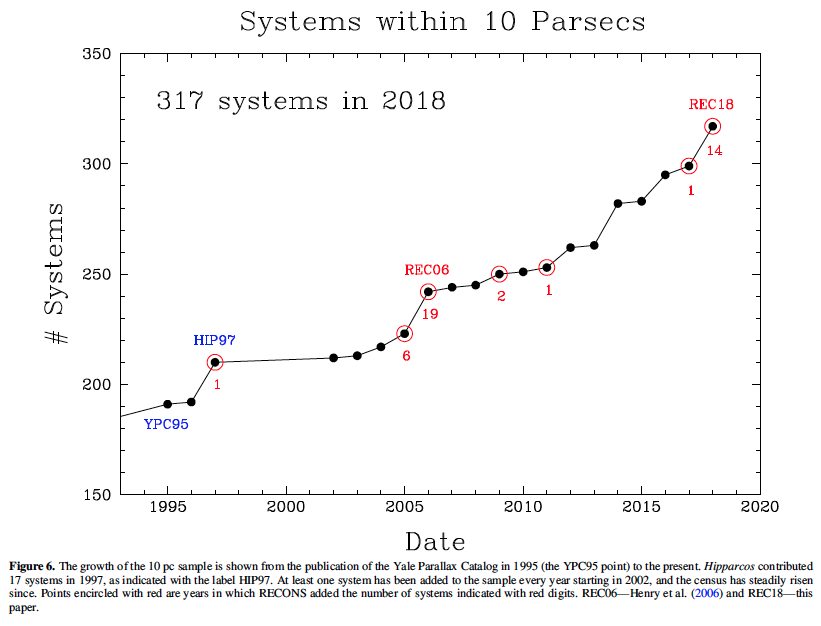 Systems within 10 Parsecs
350
317 systems in 2018
REC18
14
300
1
REC06
250
19
2
1
HIP97
6
1
200
YPC95
150
1995
2000
2005
2010
2015
2020
# Systems
Date
Figure 6. The growth of the 10 pc sample is shown from the publication of the Yale Parallax Catalog in 1995 (the YPC95 point) to the present. Hipparcos contributed
17 systems in 1997, as indicated with the label HIP97. At least one system has been added to the sample every year starting in 2002, and the census has steadily risen
since. Points encircled with red are years in which RECONS added the number of systems indicated with red digits. REC06—Henry et al. (2006) and REC18—this
paper.